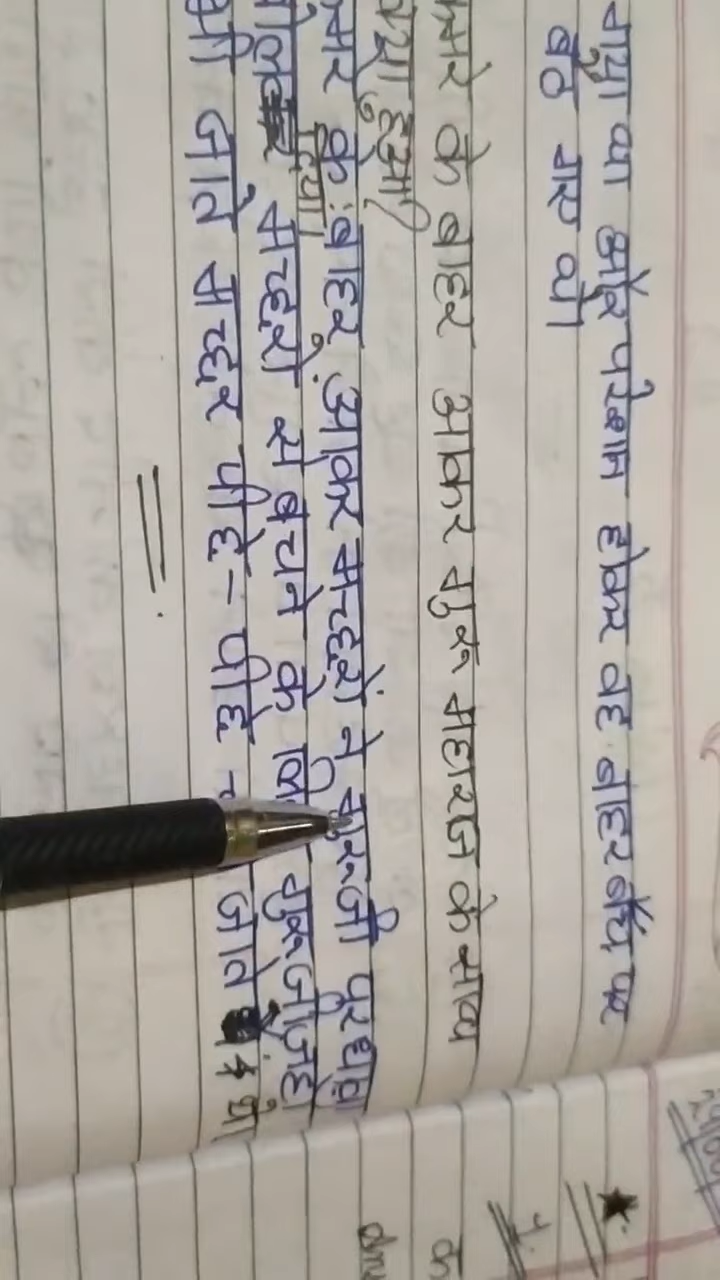 गया था और परेशान होकर वह बाहर बेंच पर
बैठ गए थे।
कमरे के बाहर आकर गुरु महाराज के साथ
क्या हुआ?
कमरे के बाहर आकर मच्छरों ने गुरुजी पर धावा
बोल दिया। मच्छरों से बचने के लिए गुरुजी जहाँ
भी जाते मच्छर पीछे - पीछे जाते थे।